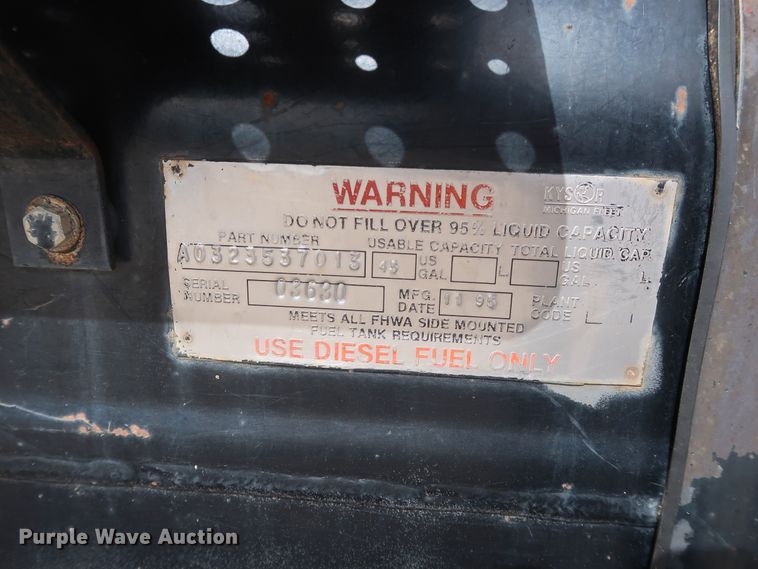 WARNING
KYSOR
MICHIGAN FLEET
DO NOT FILL OVER 95% LIQUID CAPACITY
PART NUMBER USABLE CAPACITY TOTAL LIQUID CAP.
A0323537013 45 US GAL L US GAL L
SERIAL NUMBER 03630 MFG. DATE 11 95 PLANT CODE
MEETS ALL FHWA SIDE MOUNTED
FUEL TANK REQUIREMENTS
USE DIESEL FUEL ONLY
Purple Wave Auction